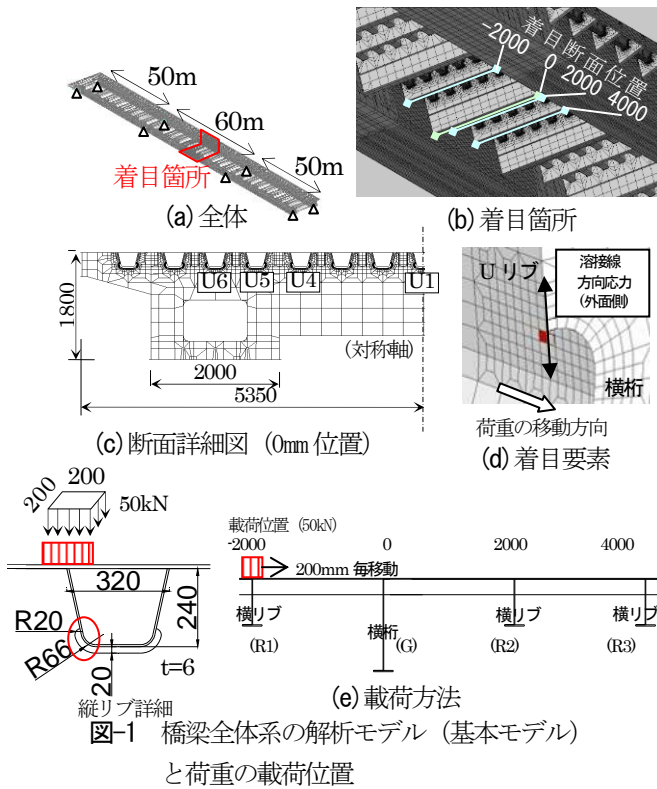 50m
60m
50m
着目箇所
(a) 全体
着目断面位置
-2000
0
2000
4000
(b) 着目箇所
U6
U5
U4
U1
1800
(対称軸)
2000
5350
(c) 断面詳細図 (0mm 位置)
Uリブ
溶接線
方向応力
(外面側)
横桁
荷重の移動方向
(d) 着目要素
200
200
50kN
320
240
R20
R66
20
t=6
縦リブ詳細
載荷位置 (50kN)
-2000
0
2000
4000
200mm 毎移動
横リブ
横桁
横リブ
横リブ
(R1)
(G)
(R2)
(R3)
(e) 載荷方法
図-1 橋梁全体系の解析モデル (基本モデル)
と荷重の載荷位置